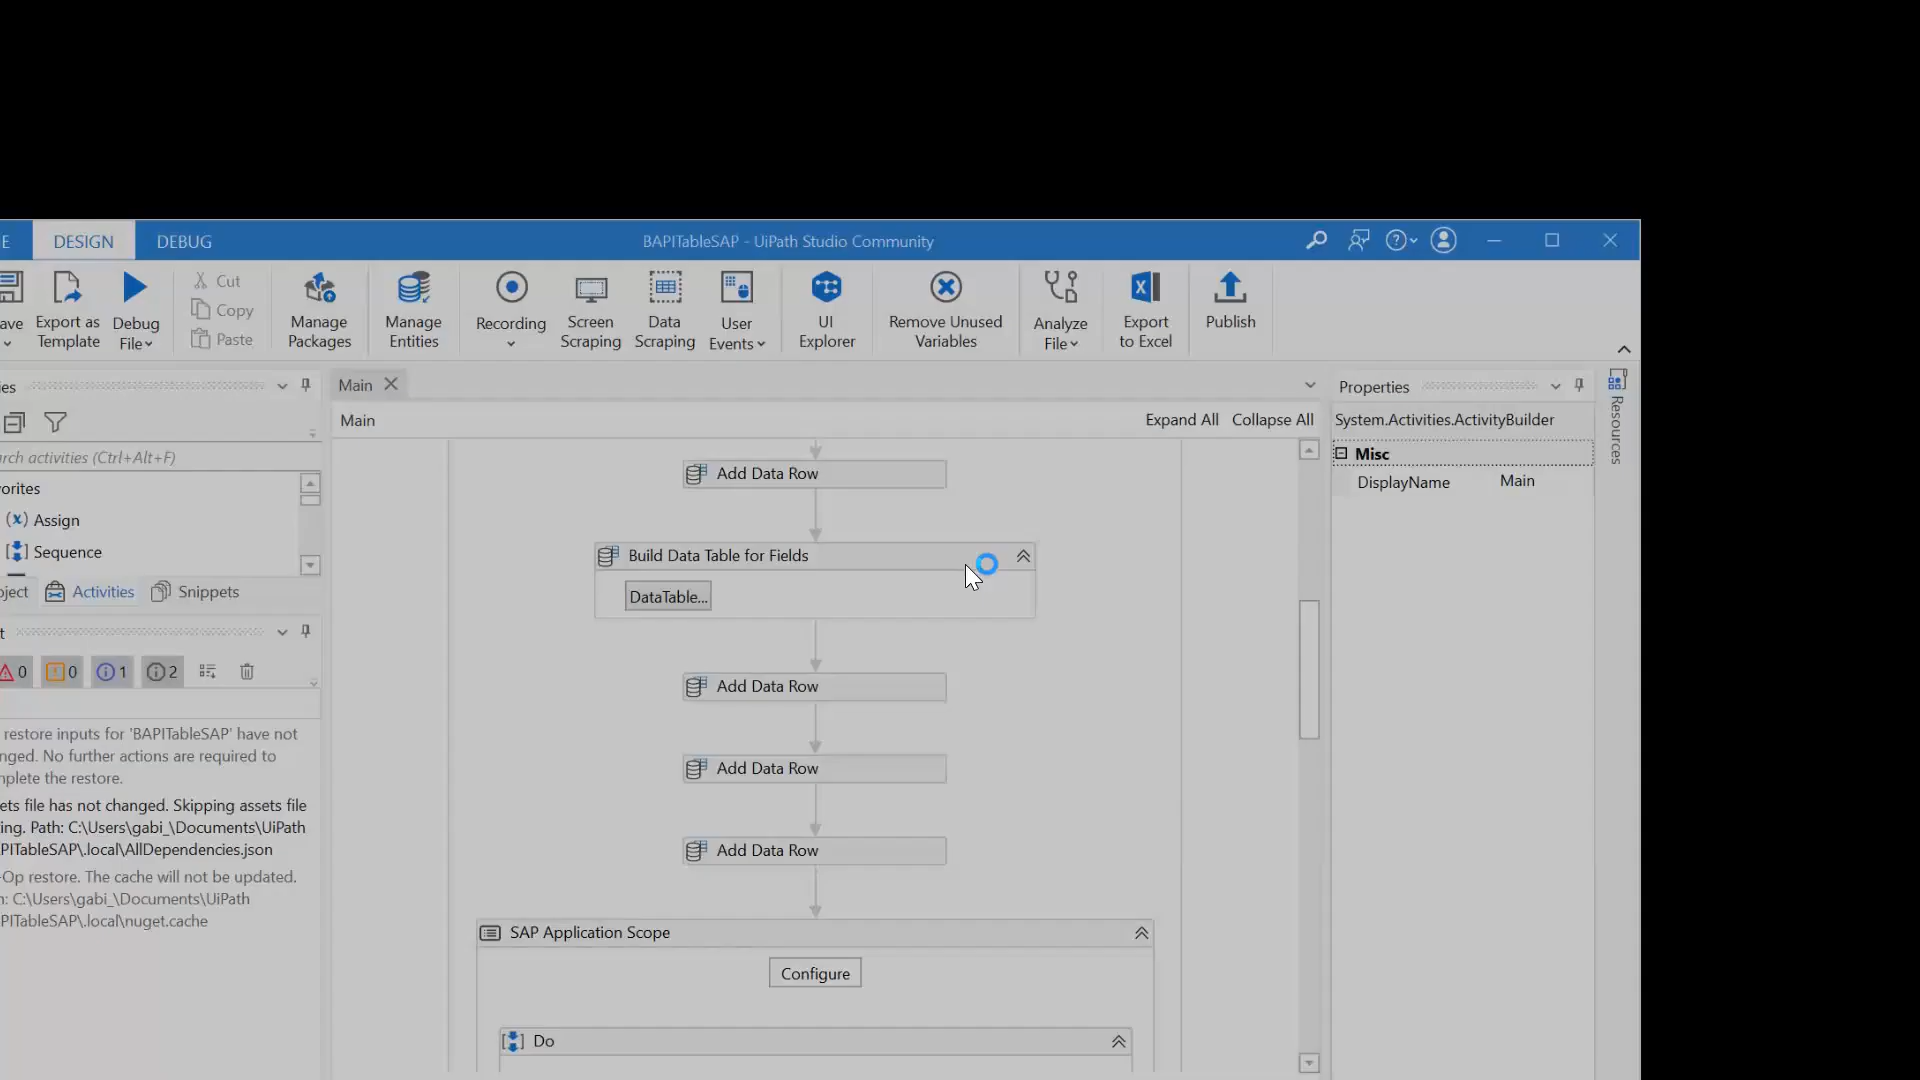 E
DESIGN
DEBUG
BAPITableSAP - UiPath Studio Community
ave
Export as
Template
Debug
File
Cut
Copy
Paste
Manage
Packages
Manage
Entities
Recording
Screen
Scraping
Data
Scraping
User
Events
UI
Explorer
Remove Unused
Variables
Analyze
File
Export
to Excel
Publish
ies
Main
Properties
Resources
Main
Expand All
Collapse All
System.Activities.ActivityBuilder
rch activities (Ctrl+Alt+F)
Misc
DisplayName
Main
orites
Assign
Sequence
oject
Activities
Snippets
t
0
0
1
2
restore inputs for 'BAPITableSAP' have not
nged. No further actions are required to
nplete the restore.
ets file has not changed. Skipping assets file
ing. Path: C:\Users\gabi_\Documents\UiPath
APITableSAP\.local\AllDependencies.json
-Op restore. The cache will not be updated.
h: C:\Users\gabi_\Documents\UiPath
APITableSAP\.local\nuget.cache
Add Data Row
Build Data Table for Fields
DataTable...
Add Data Row
Add Data Row
Add Data Row
SAP Application Scope
Configure
Do